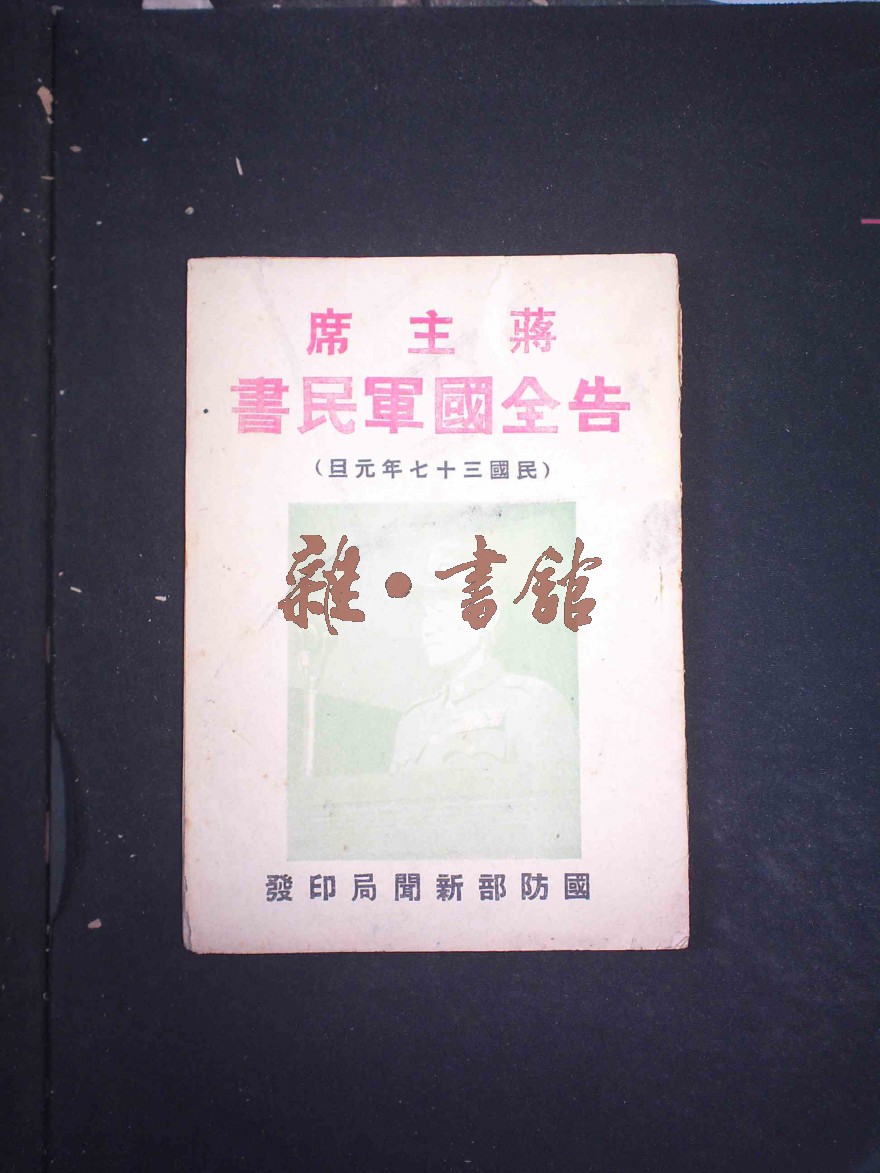 蔣主席
告全國軍民書
（民國三十七年元旦）
雜·書館
國防部新聞局印發